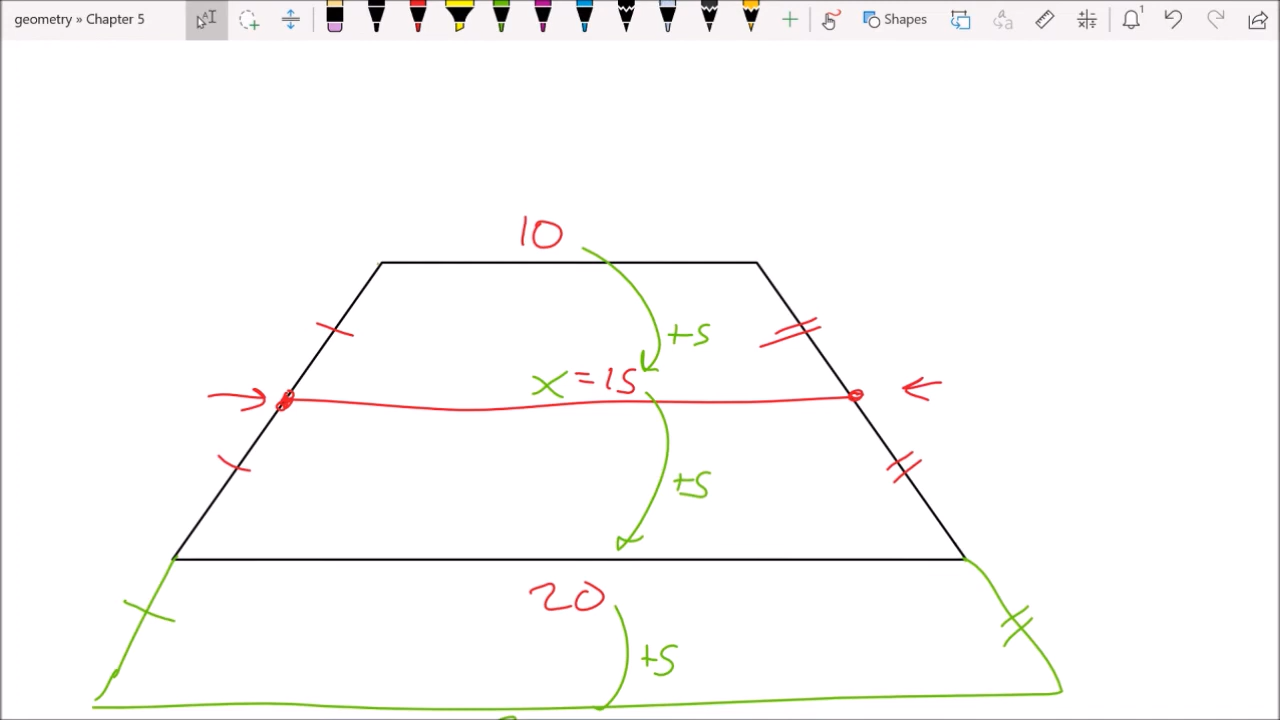 geometry » Chapter 5
Shapes
10
+5
x = 15
+5
20
+5